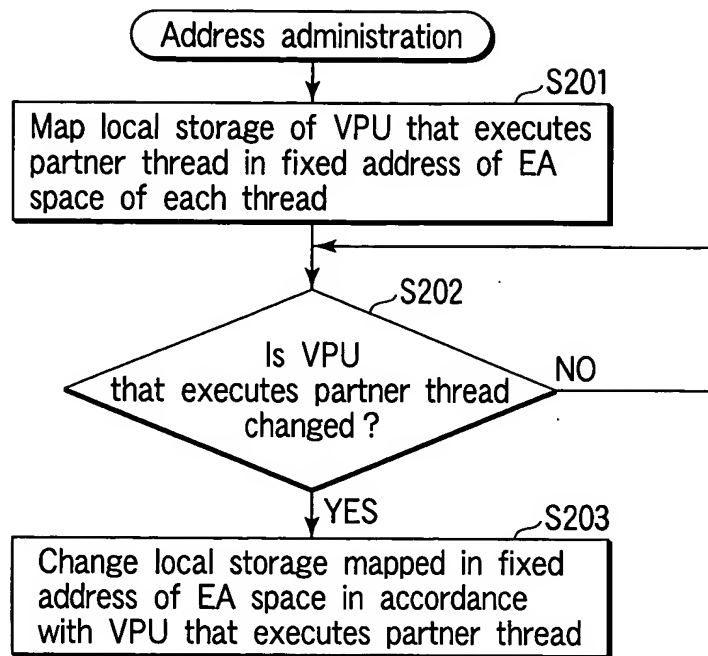 Address administration
S201
Map local storage of VPU that executes
partner thread in fixed address of EA
space of each thread
S202
Is VPU
that executes partner thread
changed ?
NO
YES
S203
Change local storage mapped in fixed
address of EA space in accordance
with VPU that executes partner thread